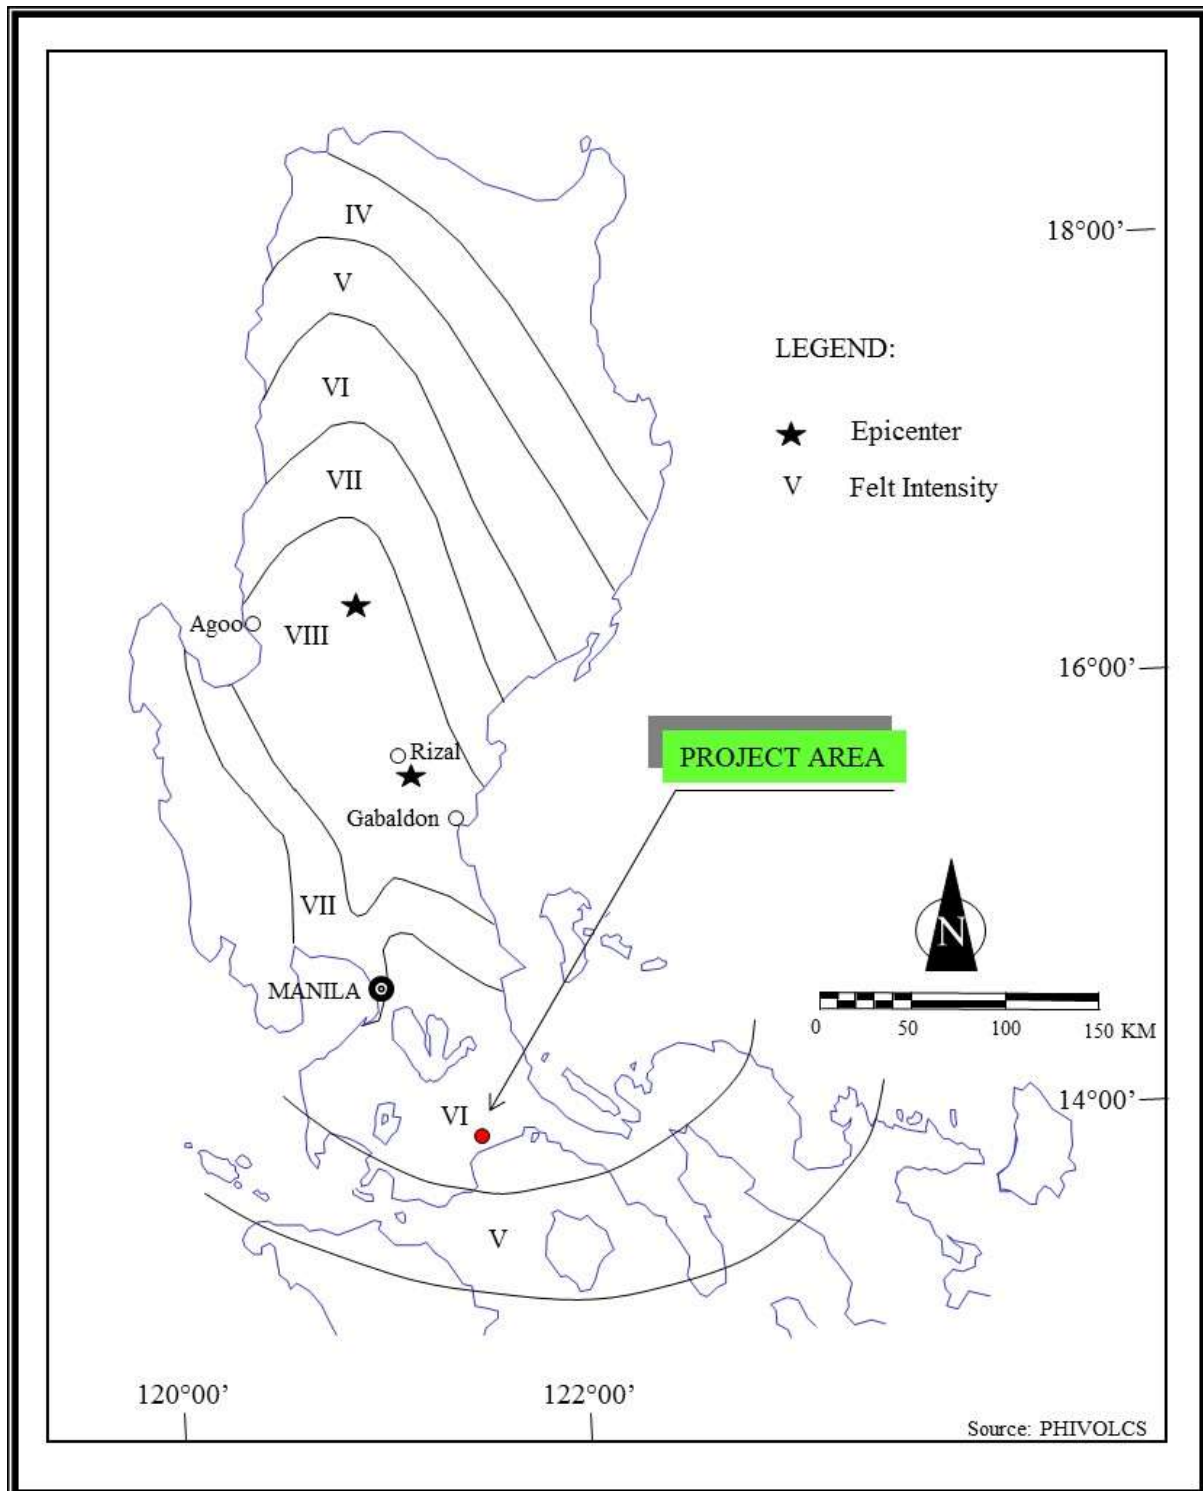 IV
18°00’
V
LEGEND:
VI
Epicenter
VII
V Felt Intensity
Agoo
VIII
16°00’
Rizal
PROJECT AREA
Gabaldon
VII
N
MANILA
0 50 100 150 KM
14°00’
VI
V
120°00’ 122°00’
Source: PHIVOLCS